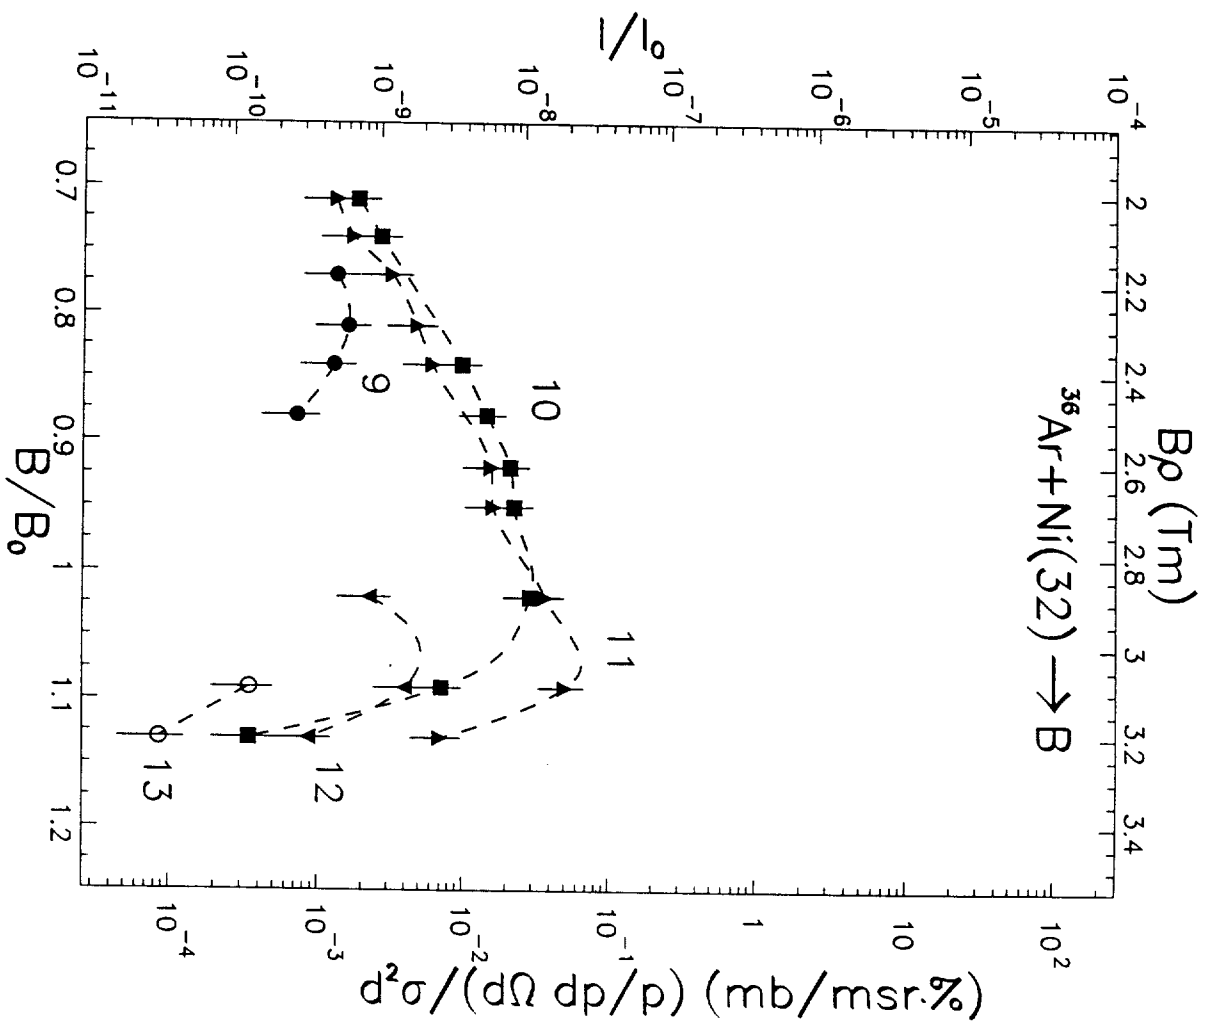 Bρ (Tm)
2 2.2 2.4 2.6 2.8 3 3.2 3.4
³⁶Ar+Ni(32) → B
I/I₀
10⁻⁴
10⁻⁵
10⁻⁶
10⁻⁷
10⁻⁸
10⁻⁹
10⁻¹⁰
10⁻¹¹
10
11
9
12
13
d²σ/(dΩ dp/p) (mb/msr·%)
10²
10
1
10⁻¹
10⁻²
10⁻³
10⁻⁴
0.7 0.8 0.9 1 1.1 1.2
B/B₀